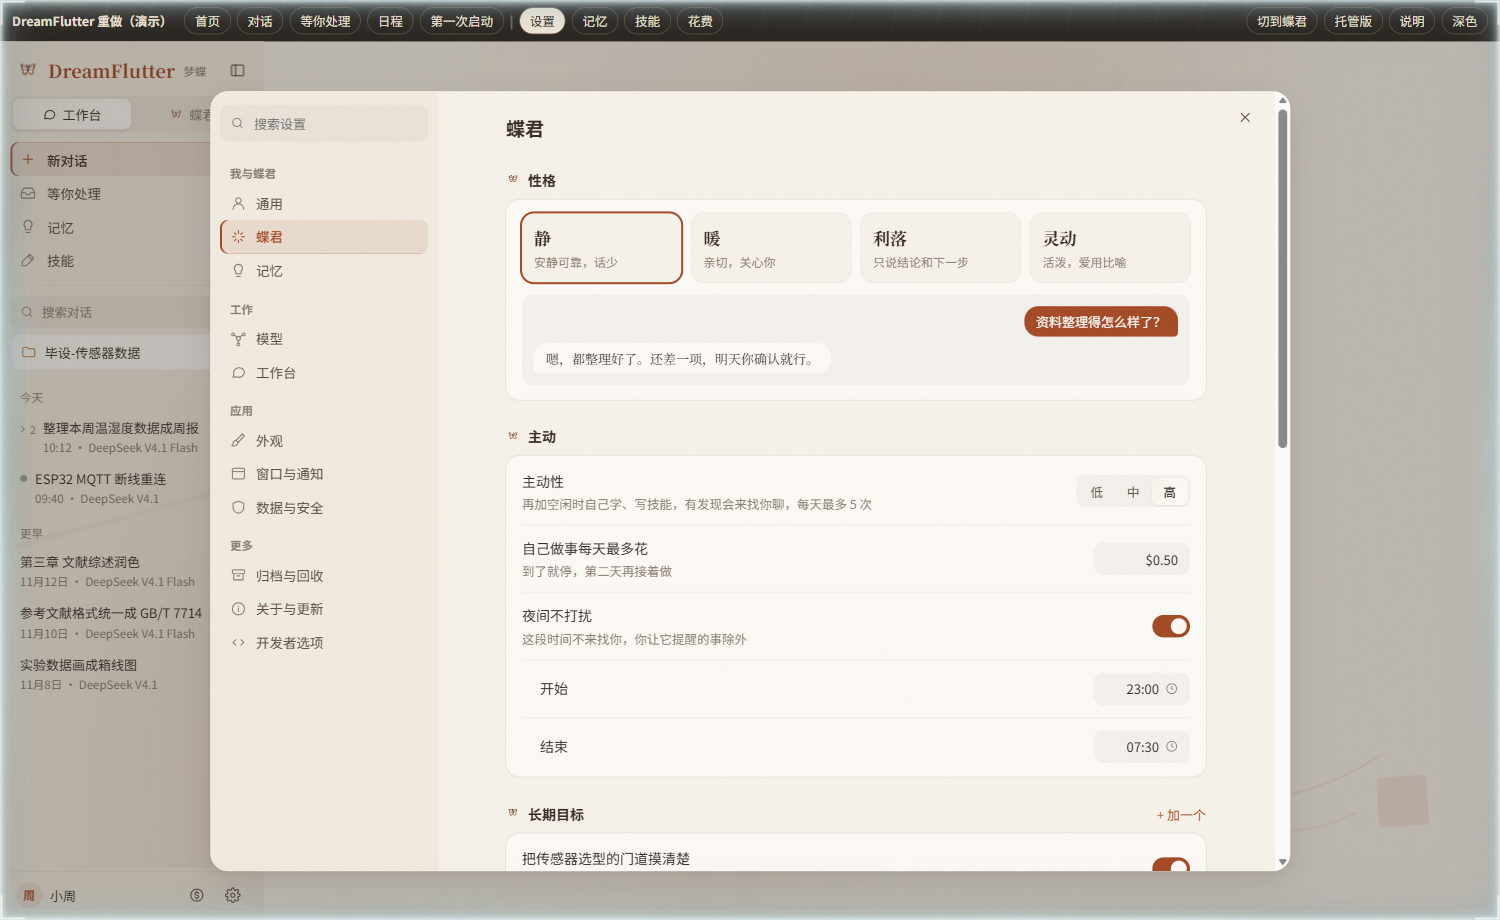 DreamFlutter 重做（演示） 首页 对话 等你处理 日程 第一次启动 设置 记忆 技能 花费 切到蝶君 托管版 说明 深色
DreamFlutter 梦蝶
工作台 蝶君
新对话
等你处理
记忆
技能
搜索对话
毕设-传感器数据
今天
2 整理本周温湿度数据成周报
10:12 · DeepSeek V4.1 Flash
ESP32 MQTT 断线重连
09:40 · DeepSeek V4.1
更早
第三章 文献综述润色
11月12日 · DeepSeek V4.1 Flash
参考文献格式统一成 GB/T 7714
11月10日 · DeepSeek V4.1 Flash
实验数据画成箱线图
11月8日 · DeepSeek V4.1
周 小周
搜索设置
我与蝶君
通用
蝶君
记忆
工作
模型
工作台
应用
外观
窗口与通知
数据与安全
更多
归档与回收
关于与更新
开发者选项
蝶君
性格
静
安静可靠，话少
暖
亲切，关心你
利落
只说结论和下一步
灵动
活泼，爱用比喻
资料整理得怎么样了？
嗯，都整理好了。还差一项，明天你确认就行。
主动
主动性
再加空闲时自己学、写技能，有发现会来找你聊，每天最多 5 次
低 中 高
自己做事每天最多花
到了就停，第二天再接着做
$0.50
夜间不打扰
这段时间不来找你，你让它提醒的事除外
开始 23:00
结束 07:30
长期目标 + 加一个
把传感器选型的门道摸清楚